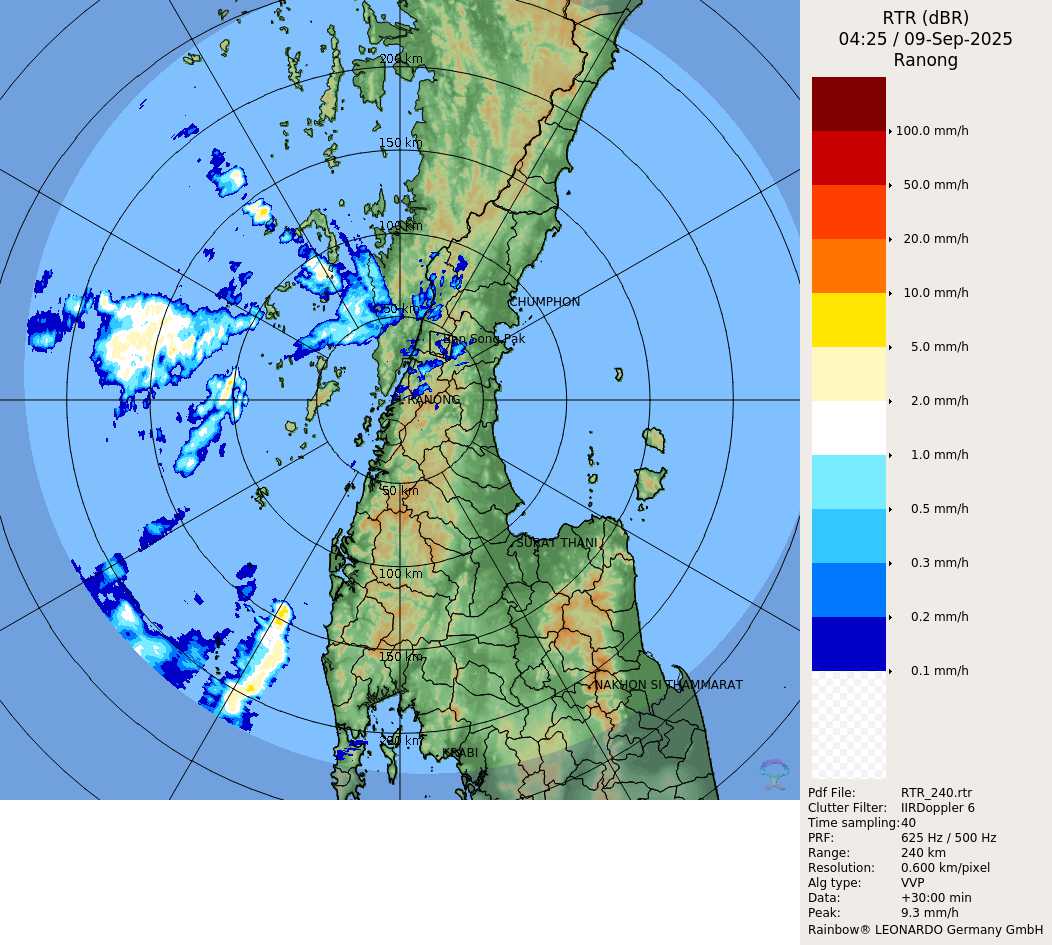 RTR (dBR)
04:25 / 09-Sep-2025
Ranong
100.0 mm/h
50.0 mm/h
20.0 mm/h
10.0 mm/h
5.0 mm/h
2.0 mm/h
1.0 mm/h
0.5 mm/h
0.3 mm/h
0.2 mm/h
0.1 mm/h
200 km
150 km
100 km
50 km
CHUMPHON
Ban Song Pak
RANONG
50 km
SURAT THANI
100 km
150 km
NAKHON SI THAMMARAT
200 km
KRABI
Pdf File: RTR_240.rtr
Clutter Filter: IIRDoppler 6
Time sampling: 40
PRF: 625 Hz / 500 Hz
Range: 240 km
Resolution: 0.600 km/pixel
Alg type: VVP
Data: +30:00 min
Peak: 9.3 mm/h
Rainbow® LEONARDO Germany GmbH